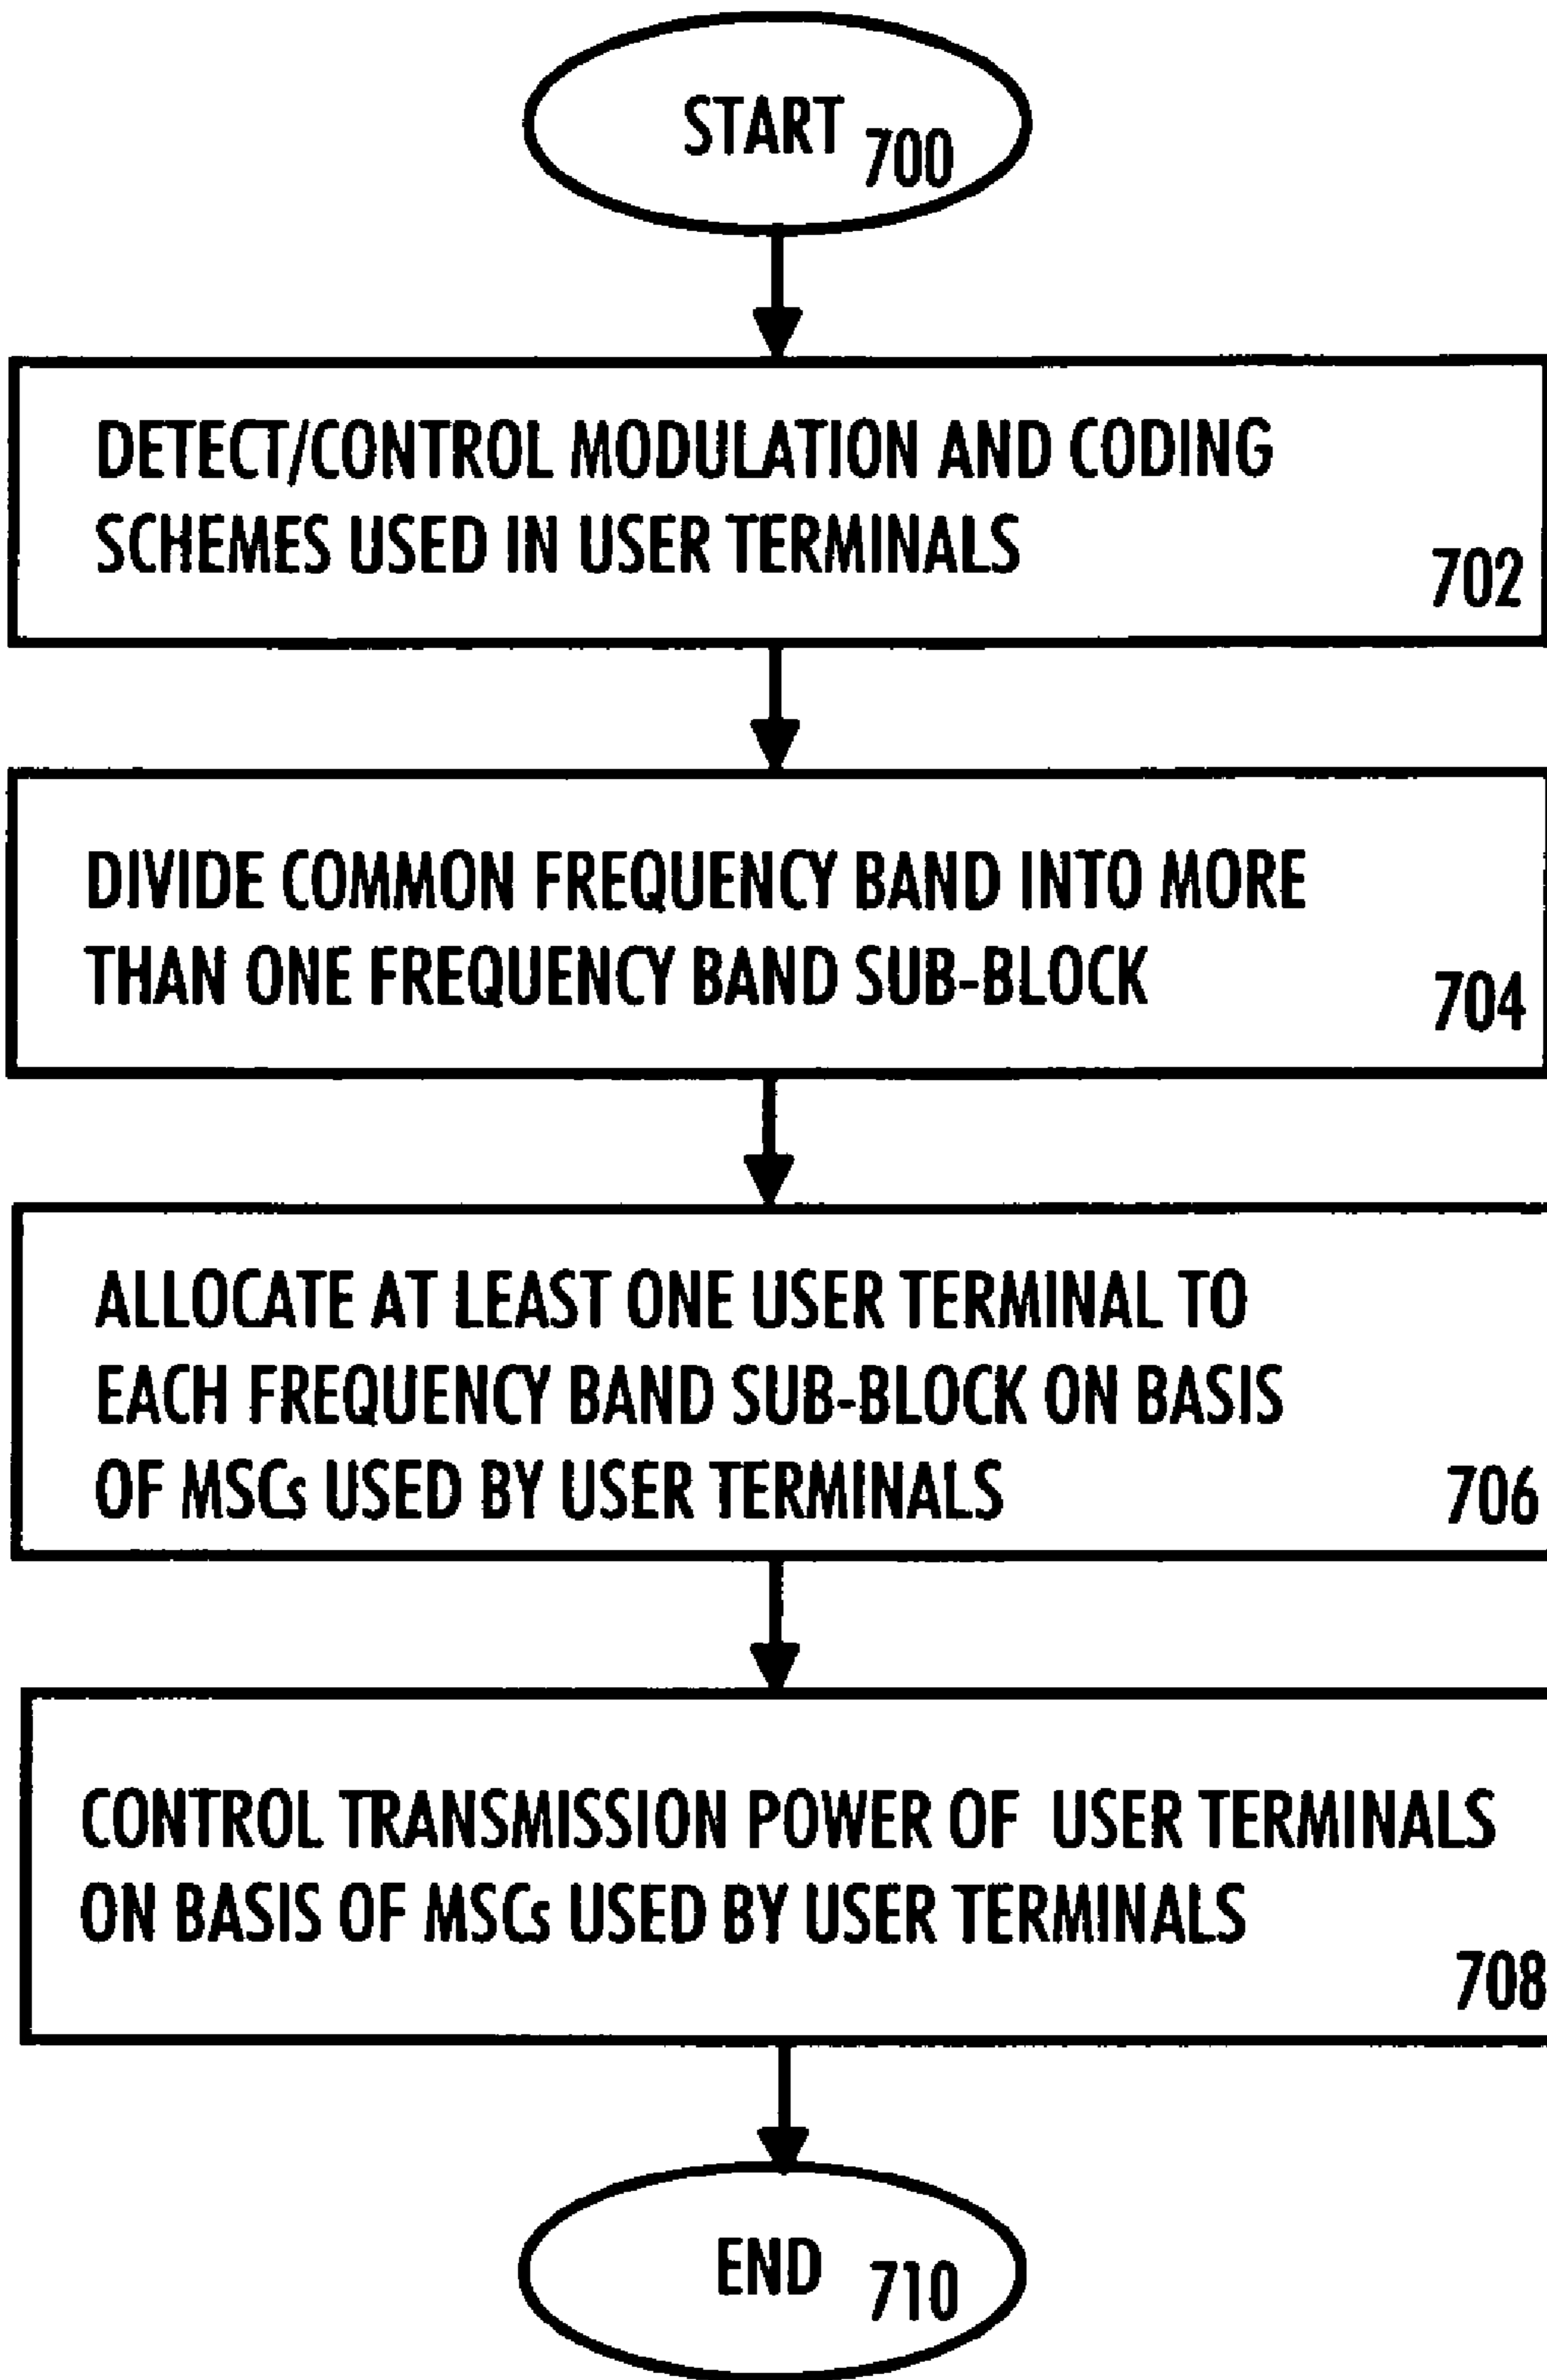 START 700
DETECT/CONTROL MODULATION AND CODING
SCHEMES USED IN USER TERMINALS
702
DIVIDE COMMON FREQUENCY BAND INTO MORE
THAN ONE FREQUENCY BAND SUB-BLOCK
704
ALLOCATE AT LEAST ONE USER TERMINAL TO
EACH FREQUENCY BAND SUB-BLOCK ON BASIS
OF MSCs USED BY USER TERMINALS
706
CONTROL TRANSMISSION POWER OF USER TERMINALS
ON BASIS OF MSCs USED BY USER TERMINALS
708
END 710